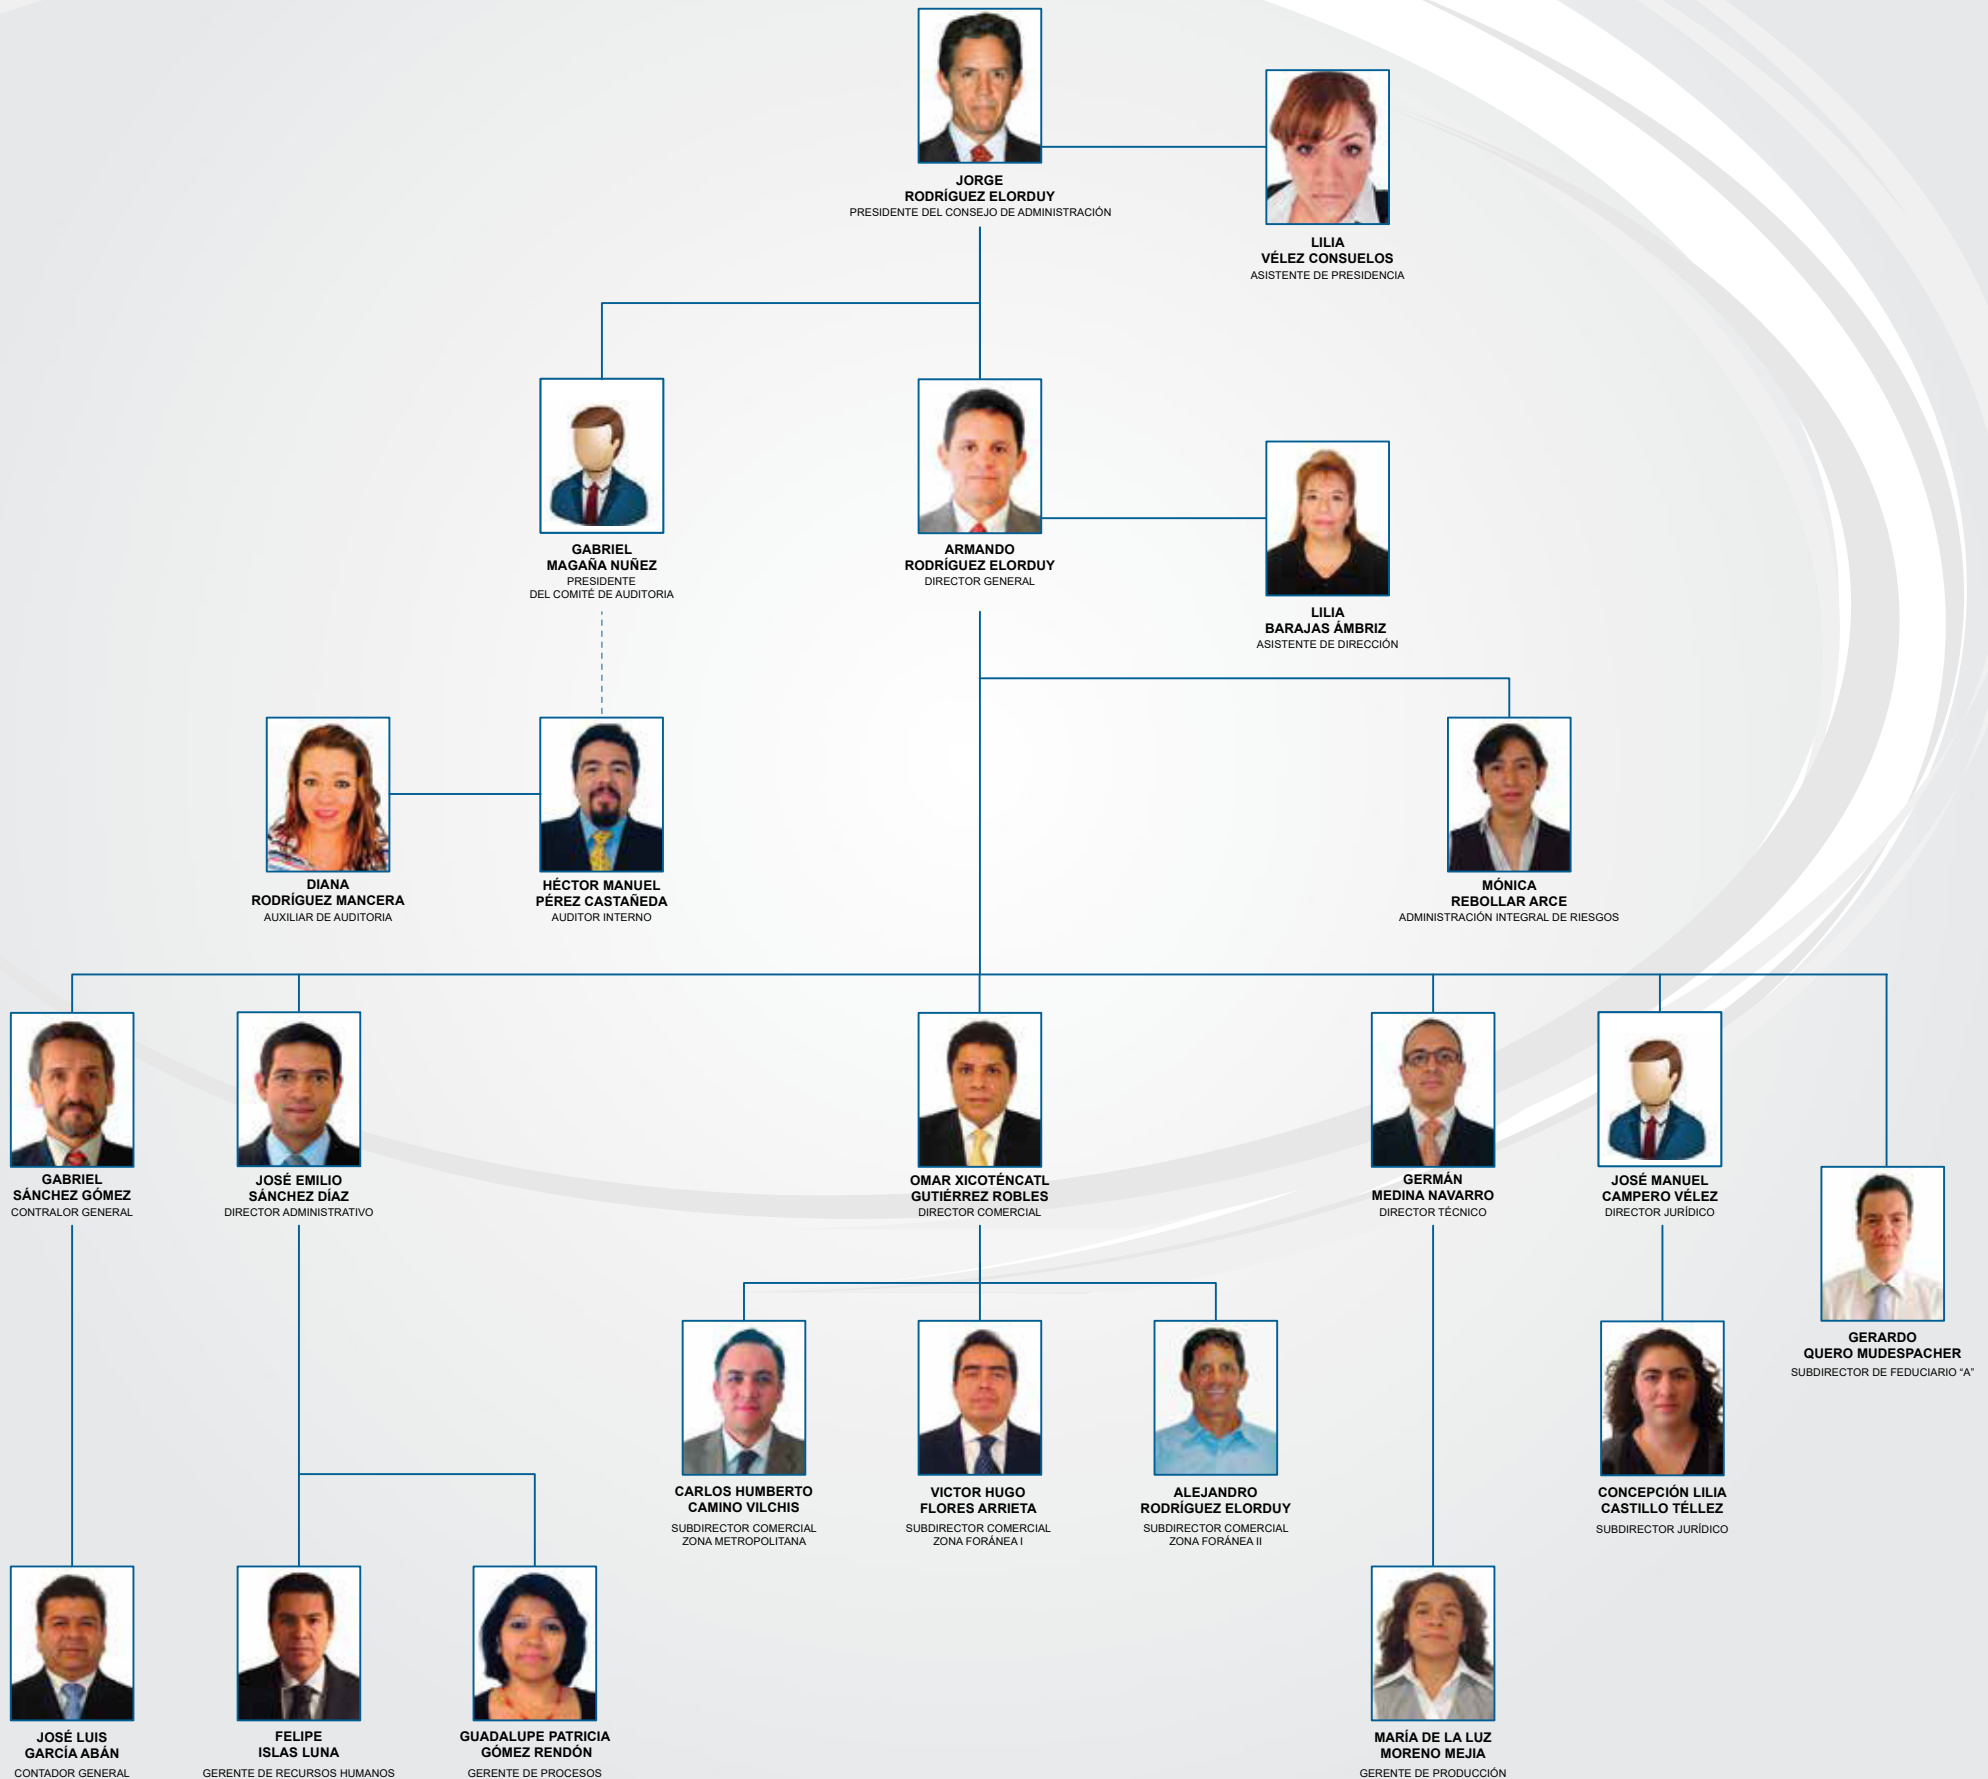 JORGE
RODRÍGUEZ ELORDUY
PRESIDENTE DEL CONSEJO DE ADMINISTRACIÓN
LILIA
VÉLEZ CONSUELOS
ASISTENTE DE PRESIDENCIA
GABRIEL
MAGAÑA NUÑEZ
PRESIDENTE
DEL COMITÉ DE AUDITORIA
ARMANDO
RODRÍGUEZ ELORDUY
DIRECTOR GENERAL
LILIA
BARAJAS ÁMBRIZ
ASISTENTE DE DIRECCIÓN
DIANA
RODRÍGUEZ MANCERA
AUXILIAR DE AUDITORIA
HÉCTOR MANUEL
PÉREZ CASTAÑEDA
AUDITOR INTERNO
MÓNICA
REBOLLAR ARCE
ADMINISTRACIÓN INTEGRAL DE RIESGOS
GABRIEL
SÁNCHEZ GÓMEZ
CONTRALOR GENERAL
JOSÉ EMILIO
SÁNCHEZ DÍAZ
DIRECTOR ADMINISTRATIVO
OMAR XICOTÉNCATL
GUTIÉRREZ ROBLES
DIRECTOR COMERCIAL
GERMÁN
MEDINA NAVARRO
DIRECTOR TÉCNICO
JOSÉ MANUEL
CAMPERO VÉLEZ
DIRECTOR JURÍDICO
GERARDO
QUERO MUDESPACHER
SUBDIRECTOR DE FEDUCIARIO “A”
CARLOS HUMBERTO
CAMINO VILCHIS
SUBDIRECTOR COMERCIAL
ZONA METROPOLITANA
VICTOR HUGO
FLORES ARRIETA
SUBDIRECTOR COMERCIAL
ZONA FORÁNEA I
ALEJANDRO
RODRÍGUEZ ELORDUY
SUBDIRECTOR COMERCIAL
ZONA FORÁNEA II
CONCEPCIÓN LILIA
CASTILLO TÉLLEZ
SUBDIRECTOR JURÍDICO
JOSÉ LUIS
GARCÍA ABÁN
CONTADOR GENERAL
FELIPE
ISLAS LUNA
GERENTE DE RECURSOS HUMANOS
GUADALUPE PATRICIA
GÓMEZ RENDÓN
GERENTE DE PROCESOS
MARÍA DE LA LUZ
MORENO MEJIA
GERENTE DE PRODUCCIÓN